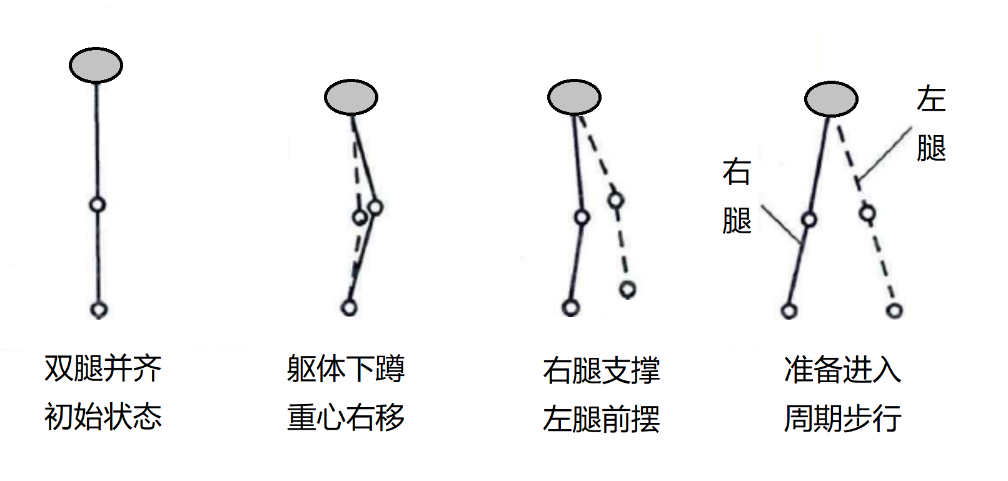 左腿
右腿
双腿并齐
初始状态
躯体下蹲
重心右移
右腿支撑
左腿前摆
准备进入
周期步行